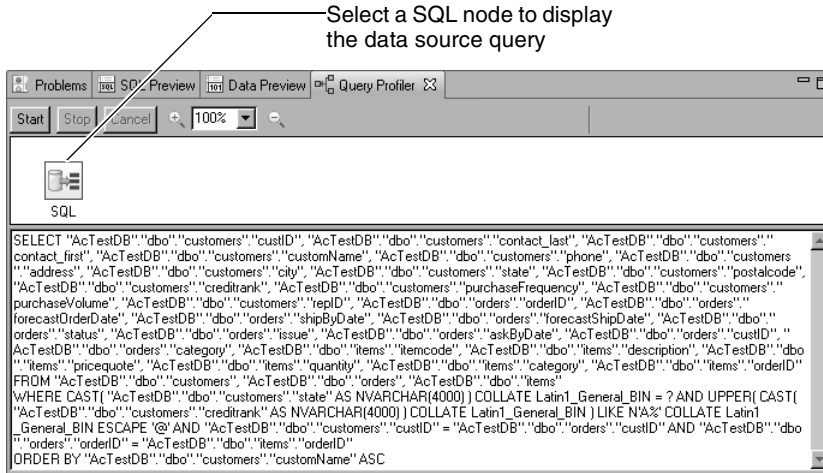 Select a SQL node to display
the data source query
Problems SQL Preview Data Preview Query Profiler
Start Stop Cancel 100%
SQL
SELECT "AcTestDB"."dbo"."customers"."custID", "AcTestDB"."dbo"."customers"."contact_last", "AcTestDB"."dbo"."customers"."
contact_first", "AcTestDB"."dbo"."customers"."customName", "AcTestDB"."dbo"."customers"."phone", "AcTestDB"."dbo"."customers
"."address", "AcTestDB"."dbo"."customers"."city", "AcTestDB"."dbo"."customers"."state", "AcTestDB"."dbo"."customers"."postalcode",
"AcTestDB"."dbo"."customers"."creditrank", "AcTestDB"."dbo"."customers"."purchaseFrequency", "AcTestDB"."dbo"."customers"."
purchaseVolume", "AcTestDB"."dbo"."customers"."repID", "AcTestDB"."dbo"."orders"."orderID", "AcTestDB"."dbo"."orders"."
forecastOrderDate", "AcTestDB"."dbo"."orders"."shipByDate", "AcTestDB"."dbo"."orders"."forecastShipDate", "AcTestDB"."dbo"."
orders"."status", "AcTestDB"."dbo"."orders"."issue", "AcTestDB"."dbo"."orders"."askByDate", "AcTestDB"."dbo"."orders"."custID", "
AcTestDB"."dbo"."orders"."category", "AcTestDB"."dbo"."items"."itemcode", "AcTestDB"."dbo"."items"."description", "AcTestDB"."dbo
"."items"."pricequote", "AcTestDB"."dbo"."items"."quantity", "AcTestDB"."dbo"."items"."category", "AcTestDB"."dbo"."items"."orderID"
FROM "AcTestDB"."dbo"."customers", "AcTestDB"."dbo"."orders", "AcTestDB"."dbo"."items"
WHERE CAST( "AcTestDB"."dbo"."customers"."state" AS NVARCHAR(4000) ) COLLATE Latin1_General_BIN = ? AND UPPER( CAST(
"AcTestDB"."dbo"."customers"."creditrank" AS NVARCHAR(4000) ) COLLATE Latin1_General_BIN ) LIKE N'A%' COLLATE Latin1
_General_BIN ESCAPE '@' AND "AcTestDB"."dbo"."customers"."custID" = "AcTestDB"."dbo"."orders"."custID" AND "AcTestDB"."dbo
"."orders"."orderID" = "AcTestDB"."dbo"."items"."orderID"
ORDER BY "AcTestDB"."dbo"."customers"."customName" ASC